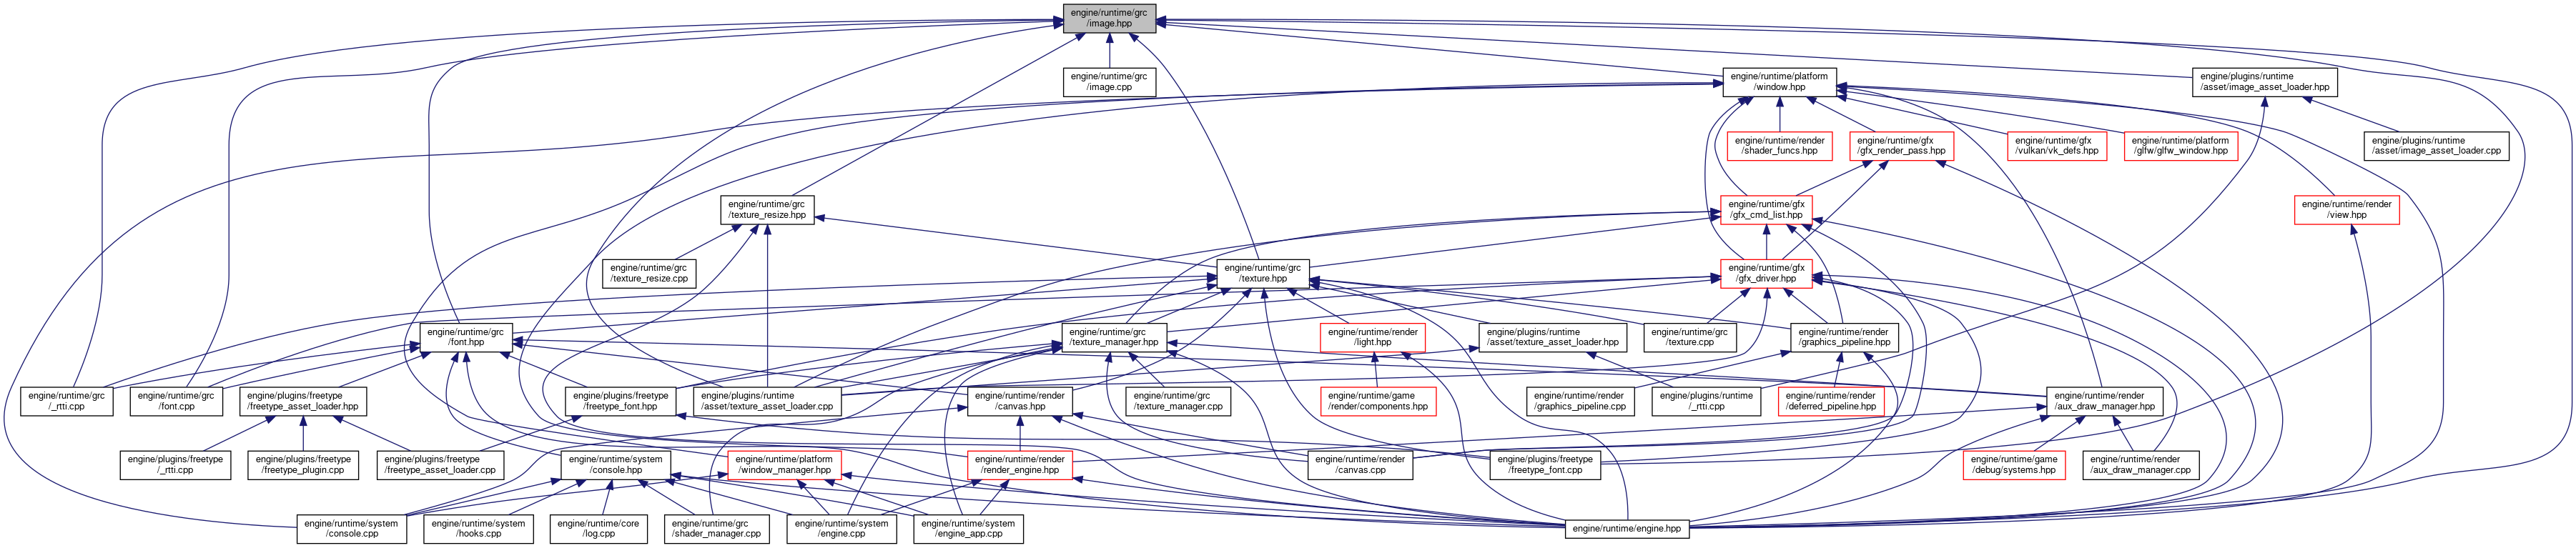 engine/runtime/grc
/image.hpp
engine/runtime/grc
/image.cpp
engine/runtime/platform
/window.hpp
engine/plugins/runtime
/asset/image_asset_loader.hpp
engine/runtime/render
/shader_funcs.hpp
engine/runtime/gfx
/gfx_render_pass.hpp
engine/runtime/gfx
/vulkan/vk_defs.hpp
engine/runtime/platform
/glfw/glfw_window.hpp
engine/plugins/runtime
/asset/image_asset_loader.cpp
engine/runtime/grc
/texture_resize.hpp
engine/runtime/gfx
/gfx_cmd_list.hpp
engine/runtime/render
/view.hpp
engine/runtime/grc
/texture_resize.cpp
engine/runtime/grc
/texture.hpp
engine/runtime/gfx
/gfx_driver.hpp
engine/runtime/grc
/font.hpp
engine/runtime/grc
/texture_manager.hpp
engine/runtime/render
/light.hpp
engine/plugins/runtime
/asset/texture_asset_loader.hpp
engine/runtime/grc
/texture.cpp
engine/runtime/render
/graphics_pipeline.hpp
engine/runtime/grc
/_rtti.cpp
engine/runtime/grc
/font.cpp
engine/plugins/freetype
/freetype_asset_loader.hpp
engine/plugins/freetype
/freetype_font.hpp
engine/plugins/runtime
/asset/texture_asset_loader.cpp
engine/runtime/render
/canvas.hpp
engine/runtime/grc
/texture_manager.cpp
engine/runtime/game
/render/components.hpp
engine/runtime/render
/graphics_pipeline.cpp
engine/plugins/runtime
/_rtti.cpp
engine/runtime/render
/deferred_pipeline.hpp
engine/runtime/render
/aux_draw_manager.hpp
engine/plugins/freetype
/_rtti.cpp
engine/plugins/freetype
/freetype_plugin.cpp
engine/plugins/freetype
/freetype_asset_loader.cpp
engine/runtime/system
/console.hpp
engine/runtime/platform
/window_manager.hpp
engine/runtime/render
/render_engine.hpp
engine/runtime/render
/canvas.cpp
engine/plugins/freetype
/freetype_font.cpp
engine/runtime/game
/debug/systems.hpp
engine/runtime/render
/aux_draw_manager.cpp
engine/runtime/system
/console.cpp
engine/runtime/system
/hooks.cpp
engine/runtime/core
/log.cpp
engine/runtime/grc
/shader_manager.cpp
engine/runtime/system
/engine.cpp
engine/runtime/system
/engine_app.cpp
engine/runtime/engine.hpp